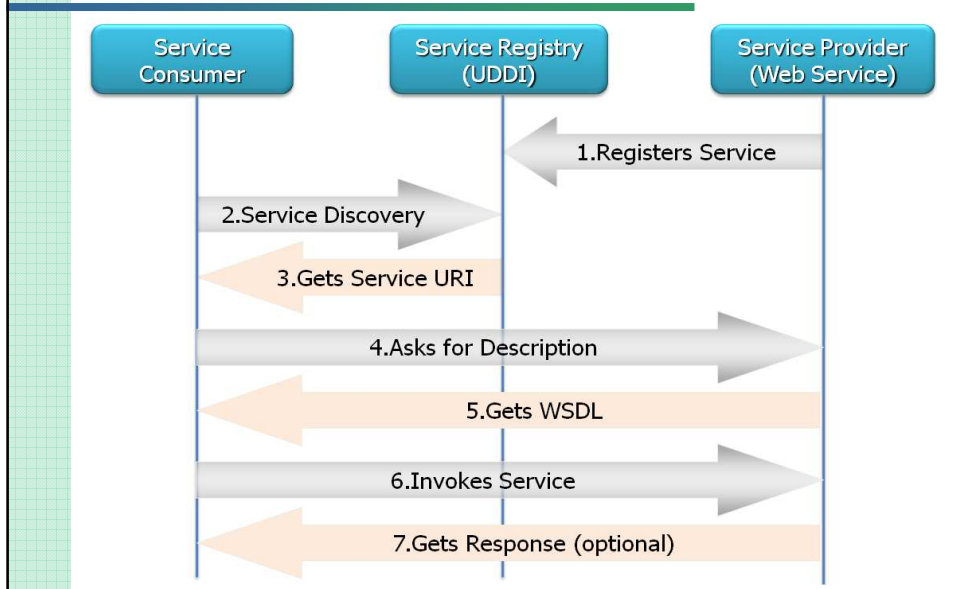 Service
Consumer
Service Registry
(UDDI)
Service Provider
(Web Service)
1.Registers Service
2.Service Discovery
3.Gets Service URI
4.Asks for Description
5.Gets WSDL
6.Invokes Service
7.Gets Response (optional)